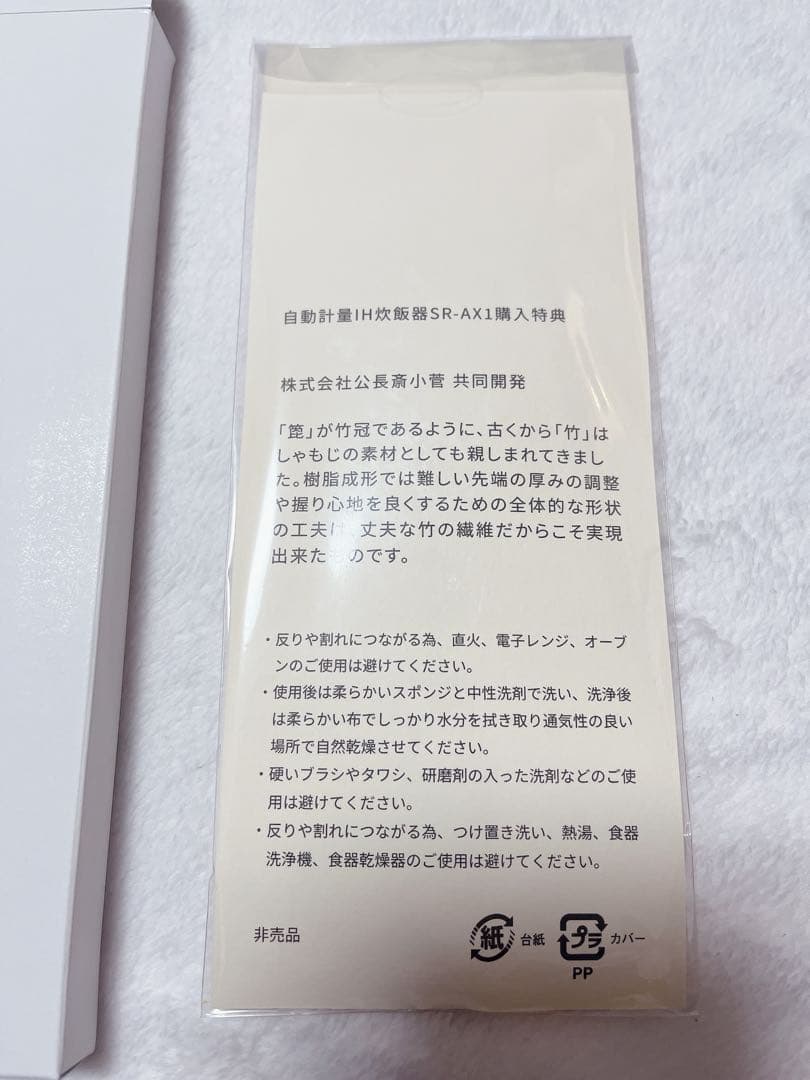 自動計量IH炊飯器SR-AX1購入特典
株式会社公長斎小菅 共同開発
「箆」が竹冠であるように、古くから「竹」は
しゃもじの素材としても親しまれてきまし
た。樹脂成形では難しい先端の厚みの調整
や握り心地を良くするための全体的な形状
の工夫は、丈夫な竹の繊維だからこそ実現
出来たものです。
・反りや割れにつながる為、直火、電子レンジ、オーブ
ンのご使用は避けてください。
・使用後は柔らかいスポンジと中性洗剤で洗い、洗浄後
は柔らかい布でしっかり水分を拭き取り通気性の良い
場所で自然乾燥させてください。
・硬いブラシやタワシ、研磨剤の入った洗剤などのご使
用は避けてください。
・反りや割れにつながる為、つけ置き洗い、熱湯、食器
洗浄機、食器乾燥器のご使用は避けてください。
非売品 紙 台紙 プラ カバー
PP